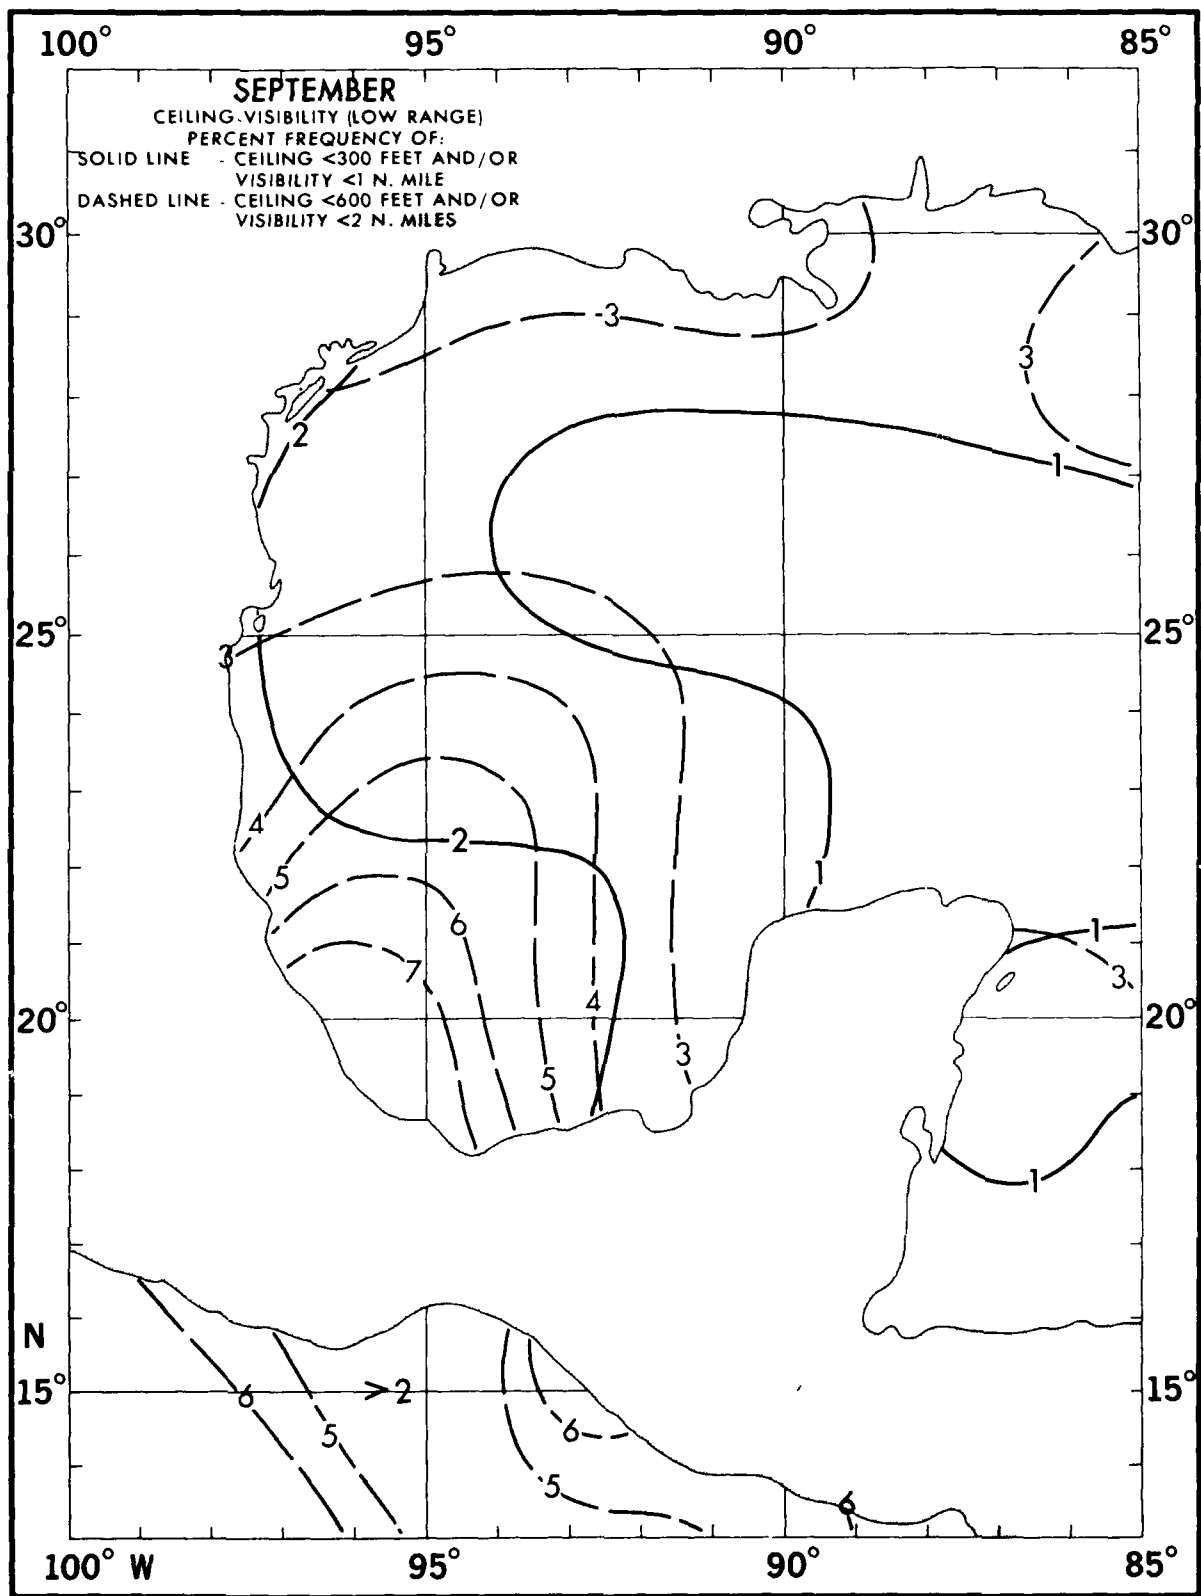 100° 95° 90° 85°
SEPTEMBER
CEILING-VISIBILITY (LOW RANGE)
PERCENT FREQUENCY OF:
SOLID LINE - CEILING <300 FEET AND/OR
VISIBILITY <1 N. MILE
DASHED LINE - CEILING <600 FEET AND/OR
VISIBILITY <2 N. MILES
30° 30°
3
3
2
1
25° 25°
3
4
2
5
1
6
1
7
3
4
20° 20°
3
5
1
N
15° 6 >2 15°
5
6
5
6
100° W 95° 90° 85°